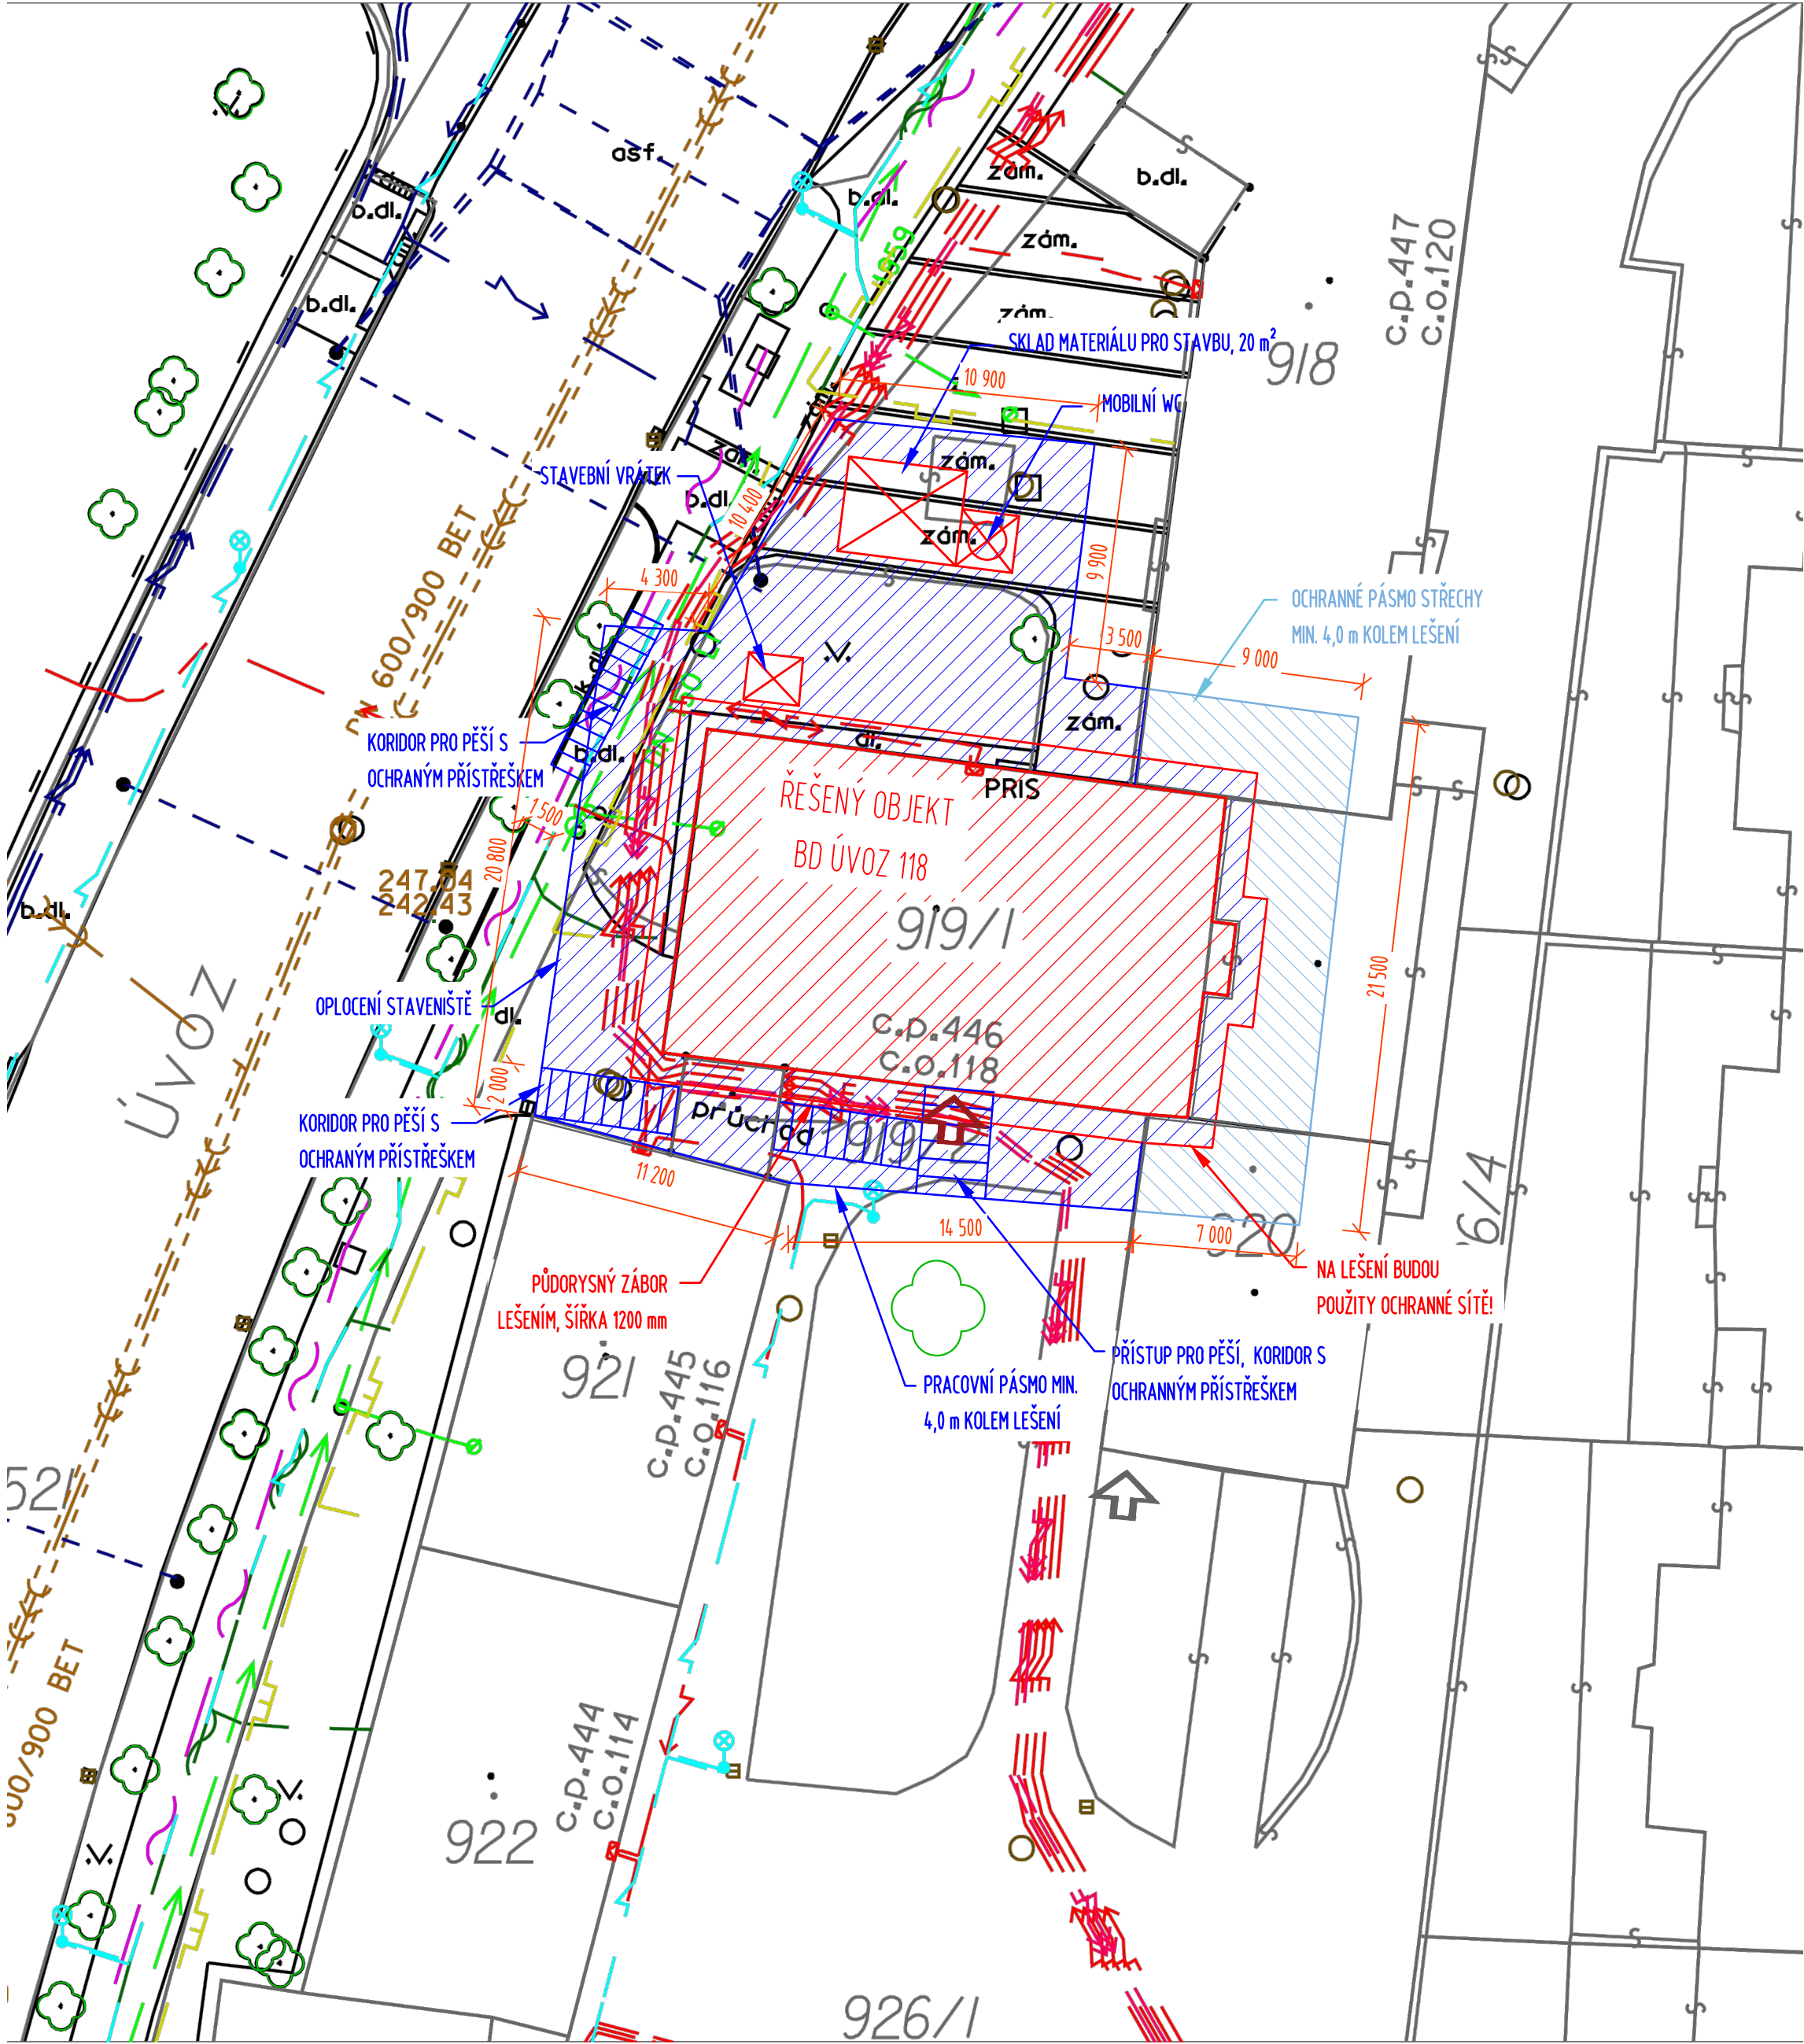 asf.
b.dl.
zám.
b.dl.
b.dl.
4859
zám.
zám.
b.dl.
č.p.447
č.o.120
918
SKLAD MATERIÁLU PRO STAVBU, 20 m²
10 900
MOBILNÍ WC
zám.
STAVEBNÍ VRÁTEK
b.dl.
10 400
zám.
9 900
DN 600/900 BET
4 300
OCHRANNÉ PÁSMO STŘECHY
MIN. 4,0 m KOLEM LEŠENÍ
3 500
9 000
zám.
KORIDOR PRO PĚŠÍ S
OCHRANÝM PŘÍSTŘEŠKEM
b.dl.
dl.
PRIS
ŘEŠENÝ OBJEKT
BD ÚVOZ 118
1 500
20 800
247.04
242.43
b.dl.
919/1
21 500
OPLOCENÍ STAVENIŠTĚ
dl.
Úvoz
č.p.446
č.o.118
2 000
KORIDOR PRO PĚŠÍ S
OCHRANÝM PŘÍSTŘEŠKEM
průchod
919/2
11 200
14 500
7 000
920
6/4
PŮDORYSNÝ ZÁBOR
LEŠENÍM, ŠÍŘKA 1200 mm
NA LEŠENÍ BUDOU
POUŽITY OCHRANNÉ SÍTĚ!
921
č.p.445
č.o.116
PRACOVNÍ PÁSMO MIN.
4,0 m KOLEM LEŠENÍ
PŘÍSTUP PRO PĚŠÍ, KORIDOR S
OCHRANNÝM PŘÍSTŘEŠKEM
521
600/900 BET
č.p.444
č.o.114
922
926/1